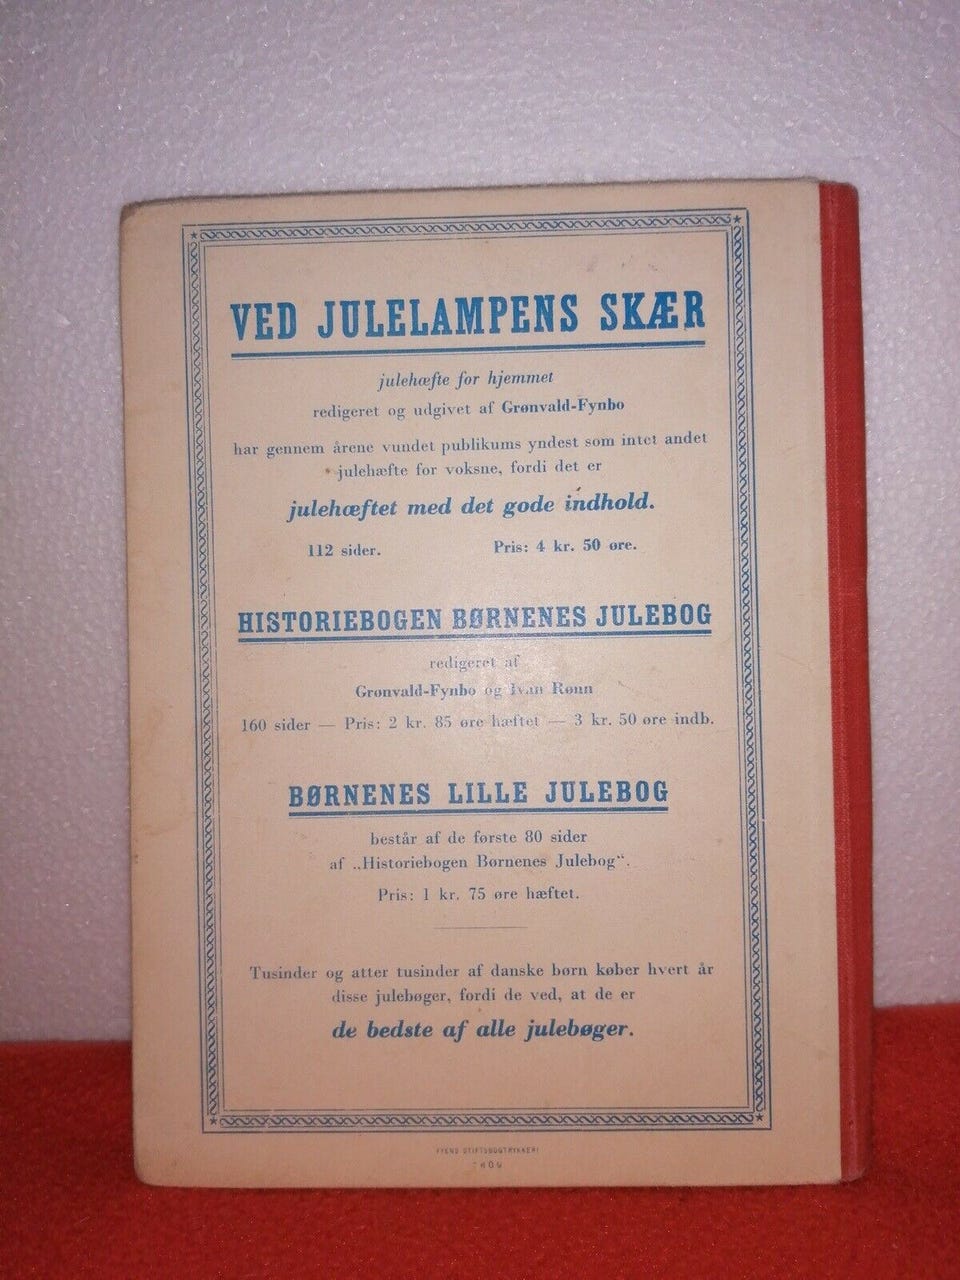 VED JULELAMPENS SKÆR
julehæfte for hjemmet
redigeret og udgivet af Grønvald-Fynbo
har gennem årene vundet publikums yndest som intet andet
julehæfte for voksne, fordi det er
julehæftet med det gode indhold.
112 sider. Pris: 4 kr. 50 øre.
HISTORIEBOGEN BØRNENES JULEBOG
redigeret af
Grønvald-Fynbo og Ivan Rønn
160 sider — Pris: 2 kr. 85 øre hæftet — 3 kr. 50 øre indb.
BØRNENES LILLE JULEBOG
består af de første 80 sider
af „Historiebogen Børnenes Julebog“.
Pris: 1 kr. 75 øre hæftet.
Tusinder og atter tusinder af danske børn køber hvert år
disse julebøger, fordi de ved, at de er
de bedste af alle julebøger.
FYENS STIFTSBOGTRYKKERI